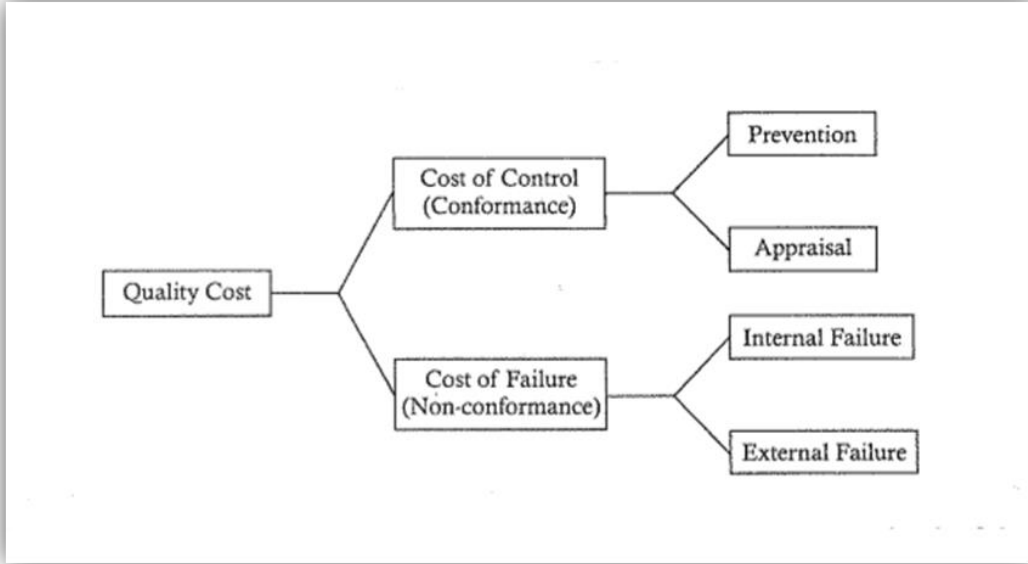 Quality Cost
Cost of Control
(Conformance)
Prevention
Appraisal
Cost of Failure
(Non-conformance)
Internal Failure
External Failure